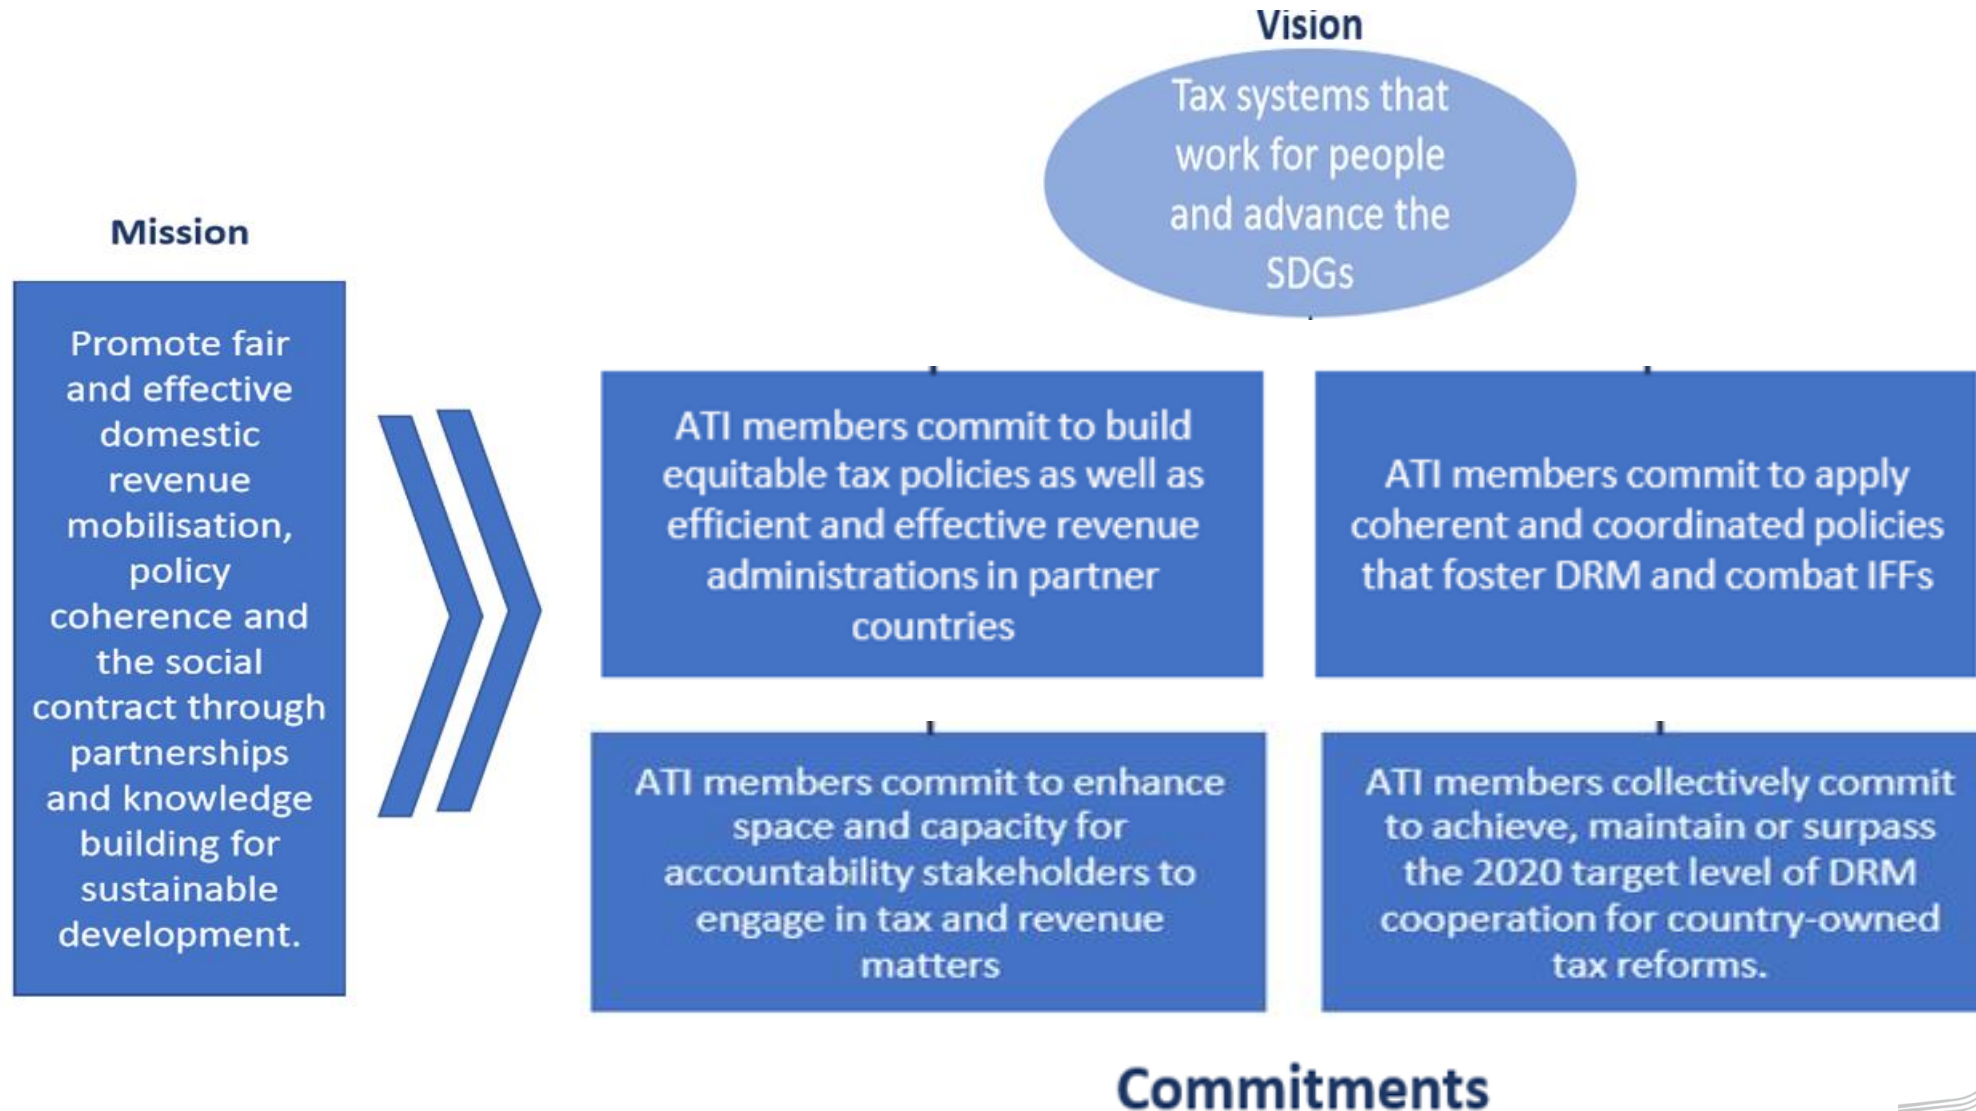 Vision
Tax systems that
work for people
and advance the
SDGs
Mission
Promote fair
and effective
domestic
revenue
mobilisation,
policy
coherence and
the social
contract through
partnerships
and knowledge
building for
sustainable
development.
ATI members commit to build
equitable tax policies as well as
efficient and effective revenue
administrations in partner
countries
ATI members commit to apply
coherent and coordinated policies
that foster DRM and combat IFFs
ATI members commit to enhance
space and capacity for
accountability stakeholders to
engage in tax and revenue
matters
ATI members collectively commit
to achieve, maintain or surpass
the 2020 target level of DRM
cooperation for country-owned
tax reforms.
Commitments